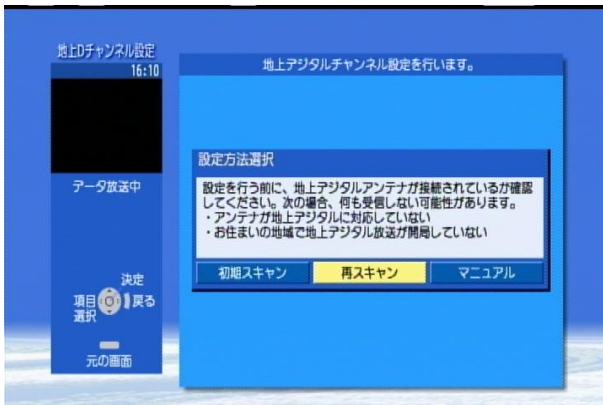 地上Dチャンネル設定
16:10
地上デジタルチャンネル設定を行います。
データ放送中
設定方法選択
設定を行う前に、地上デジタルアンテナが接続されているか確認
してください。次の場合、何も受信しない可能性があります。
・アンテナが地上デジタルに対応していない
・お住まいの地域で地上デジタル放送が開局していない
初期スキャン 再スキャン マニュアル
決定
項目 戻る
選択
元の画面